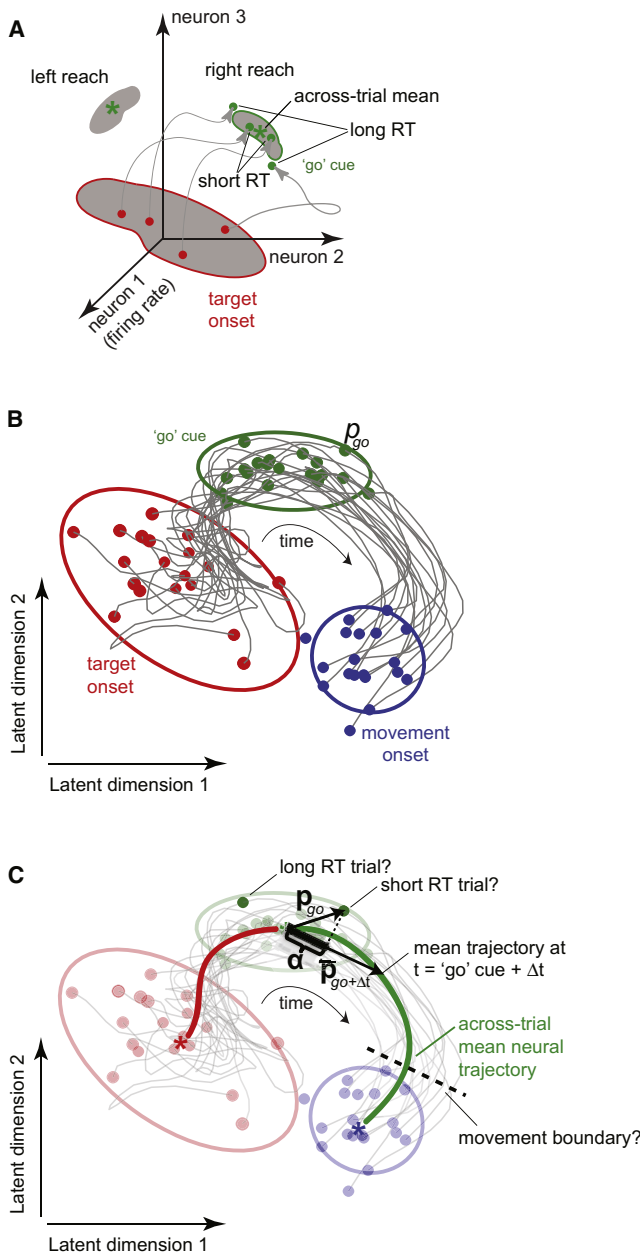 A
neuron 3
left reach
right reach
across-trial mean
long RT
'go' cue
short RT
neuron 2
neuron 1
(firing rate)
target
onset
B
'go' cue
p go
time
Latent dimension 2
target
onset
movement
onset
Latent dimension 1
C
long RT trial?
short RT trial?
p go
α
p̄ go+Δt
mean trajectory at
t = 'go' cue + Δt
time
across-trial
mean neural
trajectory
Latent dimension 2
movement boundary?
Latent dimension 1